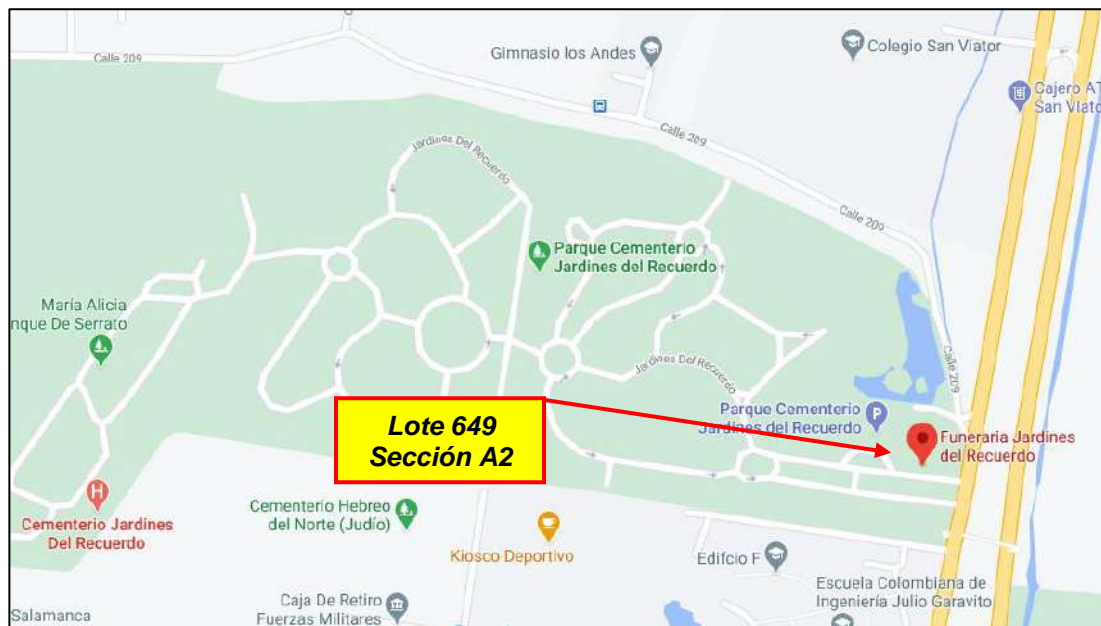 Calle 209
Gimnasio los Andes
Colegio San Viator
Cajero AT
San Viato
Calle 209
Jardines Del Recuerdo
Calle 209
Parque Cementerio
Jardines del Recuerdo
María Alicia
nque De Serrato
Jardines Del Recuerdo
Calle 209
Lote 649
Sección A2
Parque Cementerio
Jardines del Recuerdo
P
Funeraria Jardines
del Recuerdo
H
Cementerio Jardines
Del Recuerdo
Cementerio Hebreo
del Norte (Judío)
Kiosco Deportivo
Edifcio F
Escuela Colombiana de
Ingeniería Julio Garavito
Caja De Retiro
Fuerzas Militares
Salamanca